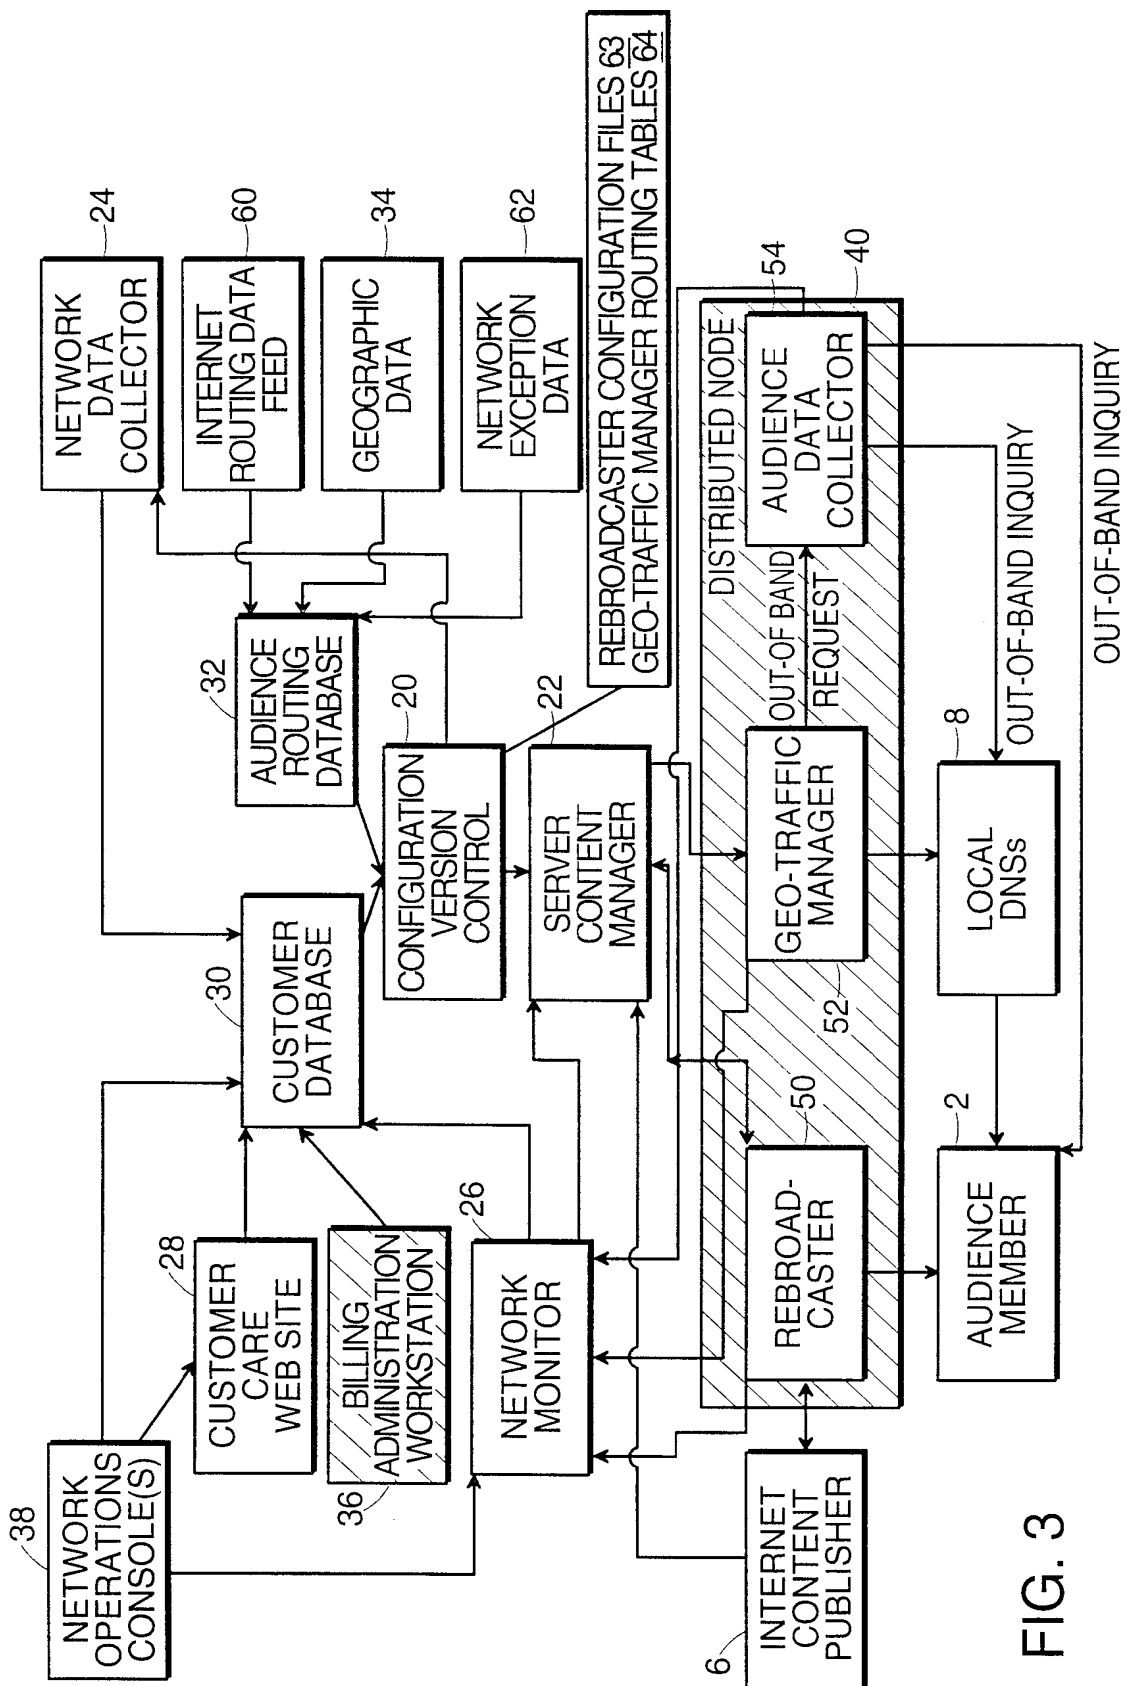 38
NETWORK
OPERATIONS
CONSOLE(S)
28
CUSTOMER
CARE
WEB SITE
BILLING
ADMINISTRATION
WORKSTATION
36
26
NETWORK
MONITOR
INTERNET
CONTENT
PUBLISHER
6
30
CUSTOMER
DATABASE
32
AUDIENCE
ROUTING
DATABASE
20
CONFIGURATION
VERSION
CONTROL
22
SERVER
CONTENT
MANAGER
NETWORK
DATA
COLLECTOR
24
INTERNET
ROUTING DATA
FEED
60
GEOGRAPHIC
DATA
34
NETWORK
EXCEPTION
DATA
62
REBROADCASTER CONFIGURATION FILES 63
GEO-TRAFFIC MANAGER ROUTING TABLES 64
DISTRIBUTED NODE
40
50
REBROAD-
CASTER
GEO-TRAFFIC
MANAGER
52
OUT-OF BAND
REQUEST
54
AUDIENCE
DATA
COLLECTOR
2
AUDIENCE
MEMBER
8
LOCAL
DNSs
OUT-OF-BAND INQUIRY
OUT-OF-BAND INQUIRY
FIG. 3